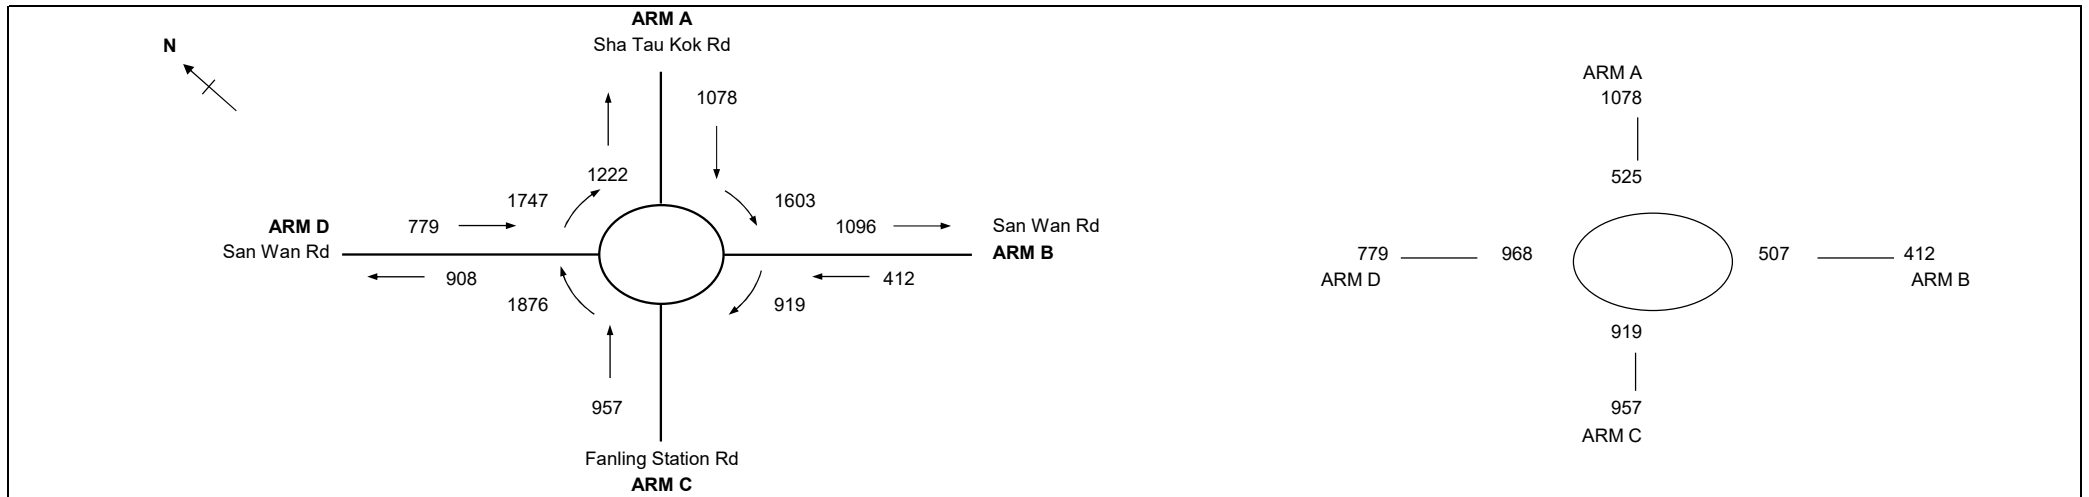 ARM A
Sha Tau Kok Rd
N
1078
1222
1747
1603
ARM D
779
1096
San Wan Rd
San Wan Rd
ARM B
908
412
1876
919
957
Fanling Station Rd
ARM C
ARM A
1078
525
779
968
507
412
ARM D
ARM B
919
957
ARM C